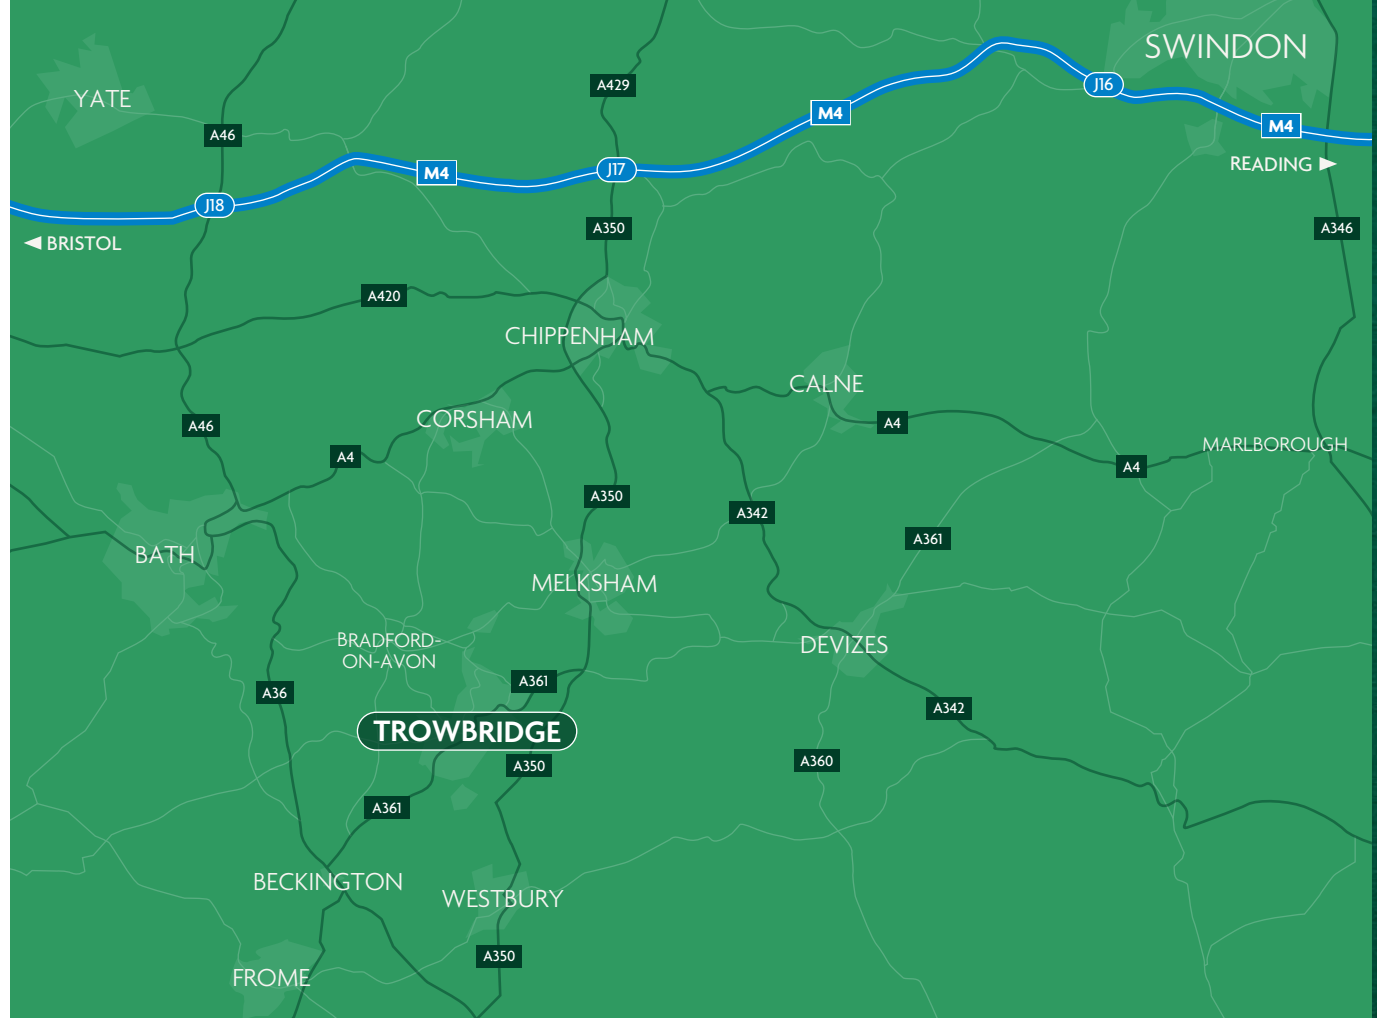 SWINDON
A429
J16
YATE
M4
M4
A46
READING
J17
M4
J18
A350
A346
BRISTOL
A420
CHIPPENHAM
CALNE
CORSHAM
A4
A46
MARLBOROUGH
A4
A4
A350
A342
A361
BATH
MELKSHAM
BRADFORD-
ON-AVON
DEVIZES
A361
A36
A342
TROWBRIDGE
A360
A350
A361
BECKINGTON
WESTBURY
A350
FROME